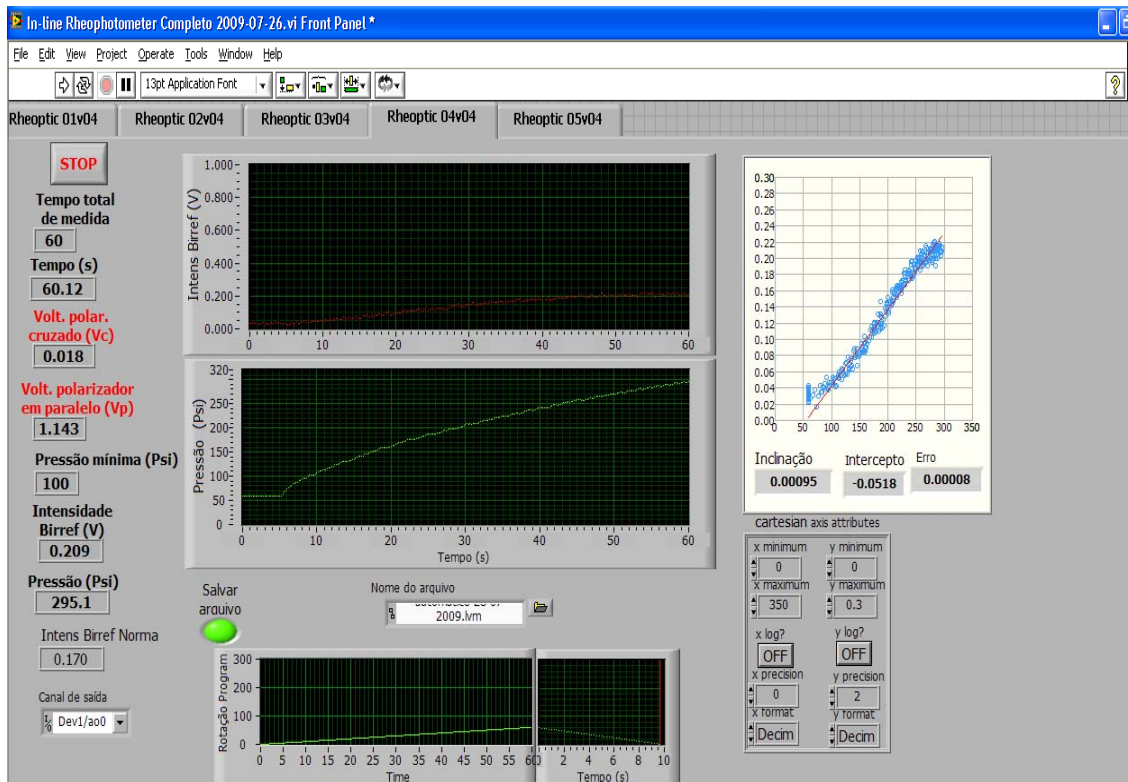 In-line Rheophotometer Completo 2009-07-26.vi Front Panel *
File Edit View Project Operate Tools Window Help
13pt Application Font
?
Rheoptic 01v04 Rheoptic 02v04 Rheoptic 03v04 Rheoptic 04v04 Rheoptic 05v04
STOP
Tempo total
de medida
60
Tempo (s)
60.12
Volt. polar.
cruzado (Vc)
0.018
Volt. polarizador
em paralelo (Vp)
1.143
Pressão mínima (Psi)
100
Intensidade
Birref (V)
0.209
Pressão (Psi)
295.1
Intens Birref Norma
0.170
Canal de saída
Dev1/ao0
Intens Birref (V)
1.000
0.800
0.600
0.400
0.200
0.000
0 10 20 30 40 50 60
Pressão (Psi)
320
250
200
150
100
50
0
0 10 20 30 40 50 60
Tempo (s)
Salvar
arquivo
Nome do arquivo
2009.lvm
Rotação Program
300
200
100
0
0 5 10 15 20 25 30 35 40 45 50 55 60
Time
0 2 4 6 8 10
Tempo (s)
0.30
0.28
0.26
0.24
0.22
0.20
0.18
0.16
0.14
0.12
0.10
0.08
0.06
0.04
0.02
0.00
0 50 100 150 200 250 300 350
Inclinação Intercepto Erro
0.00095 -0.0518 0.00008
cartesian axis attributes
x minimum y minimum
0 0
x maximum y maximum
350 0.3
x log? y log?
OFF OFF
x precision y precision
0 2
x format y format
Decim Decim